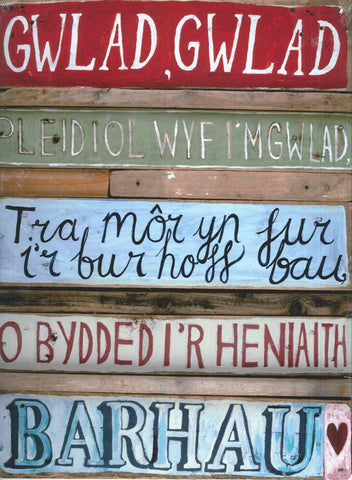 GWLAD, GWLAD
PLEIDIOL WYF I'M GWLAD,
Tra môr yn fur
i'r bur hoff bau
O BYDDED I'R HENIAITH
BARHAU